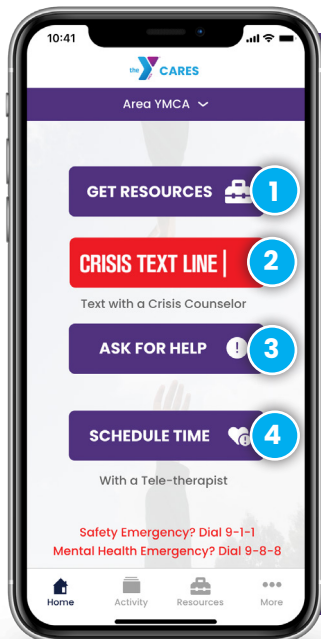 10:41
the Y CARES
Area YMCA
GET RESOURCES
1
CRISIS TEXT LINE |
2
Text with a Crisis Counselor
ASK FOR HELP
3
SCHEDULE TIME
4
With a Tele-therapist
Safety Emergency? Dial 9-1-1
Mental Health Emergency? Dial 9-8-8
Home Activity Resources More